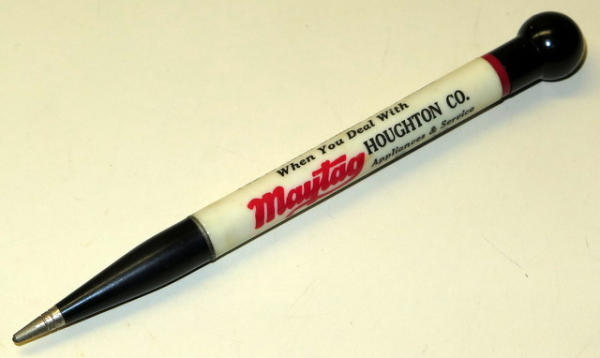 When You Deal With
Maytag HOUGHTON CO.
Appliances & Service